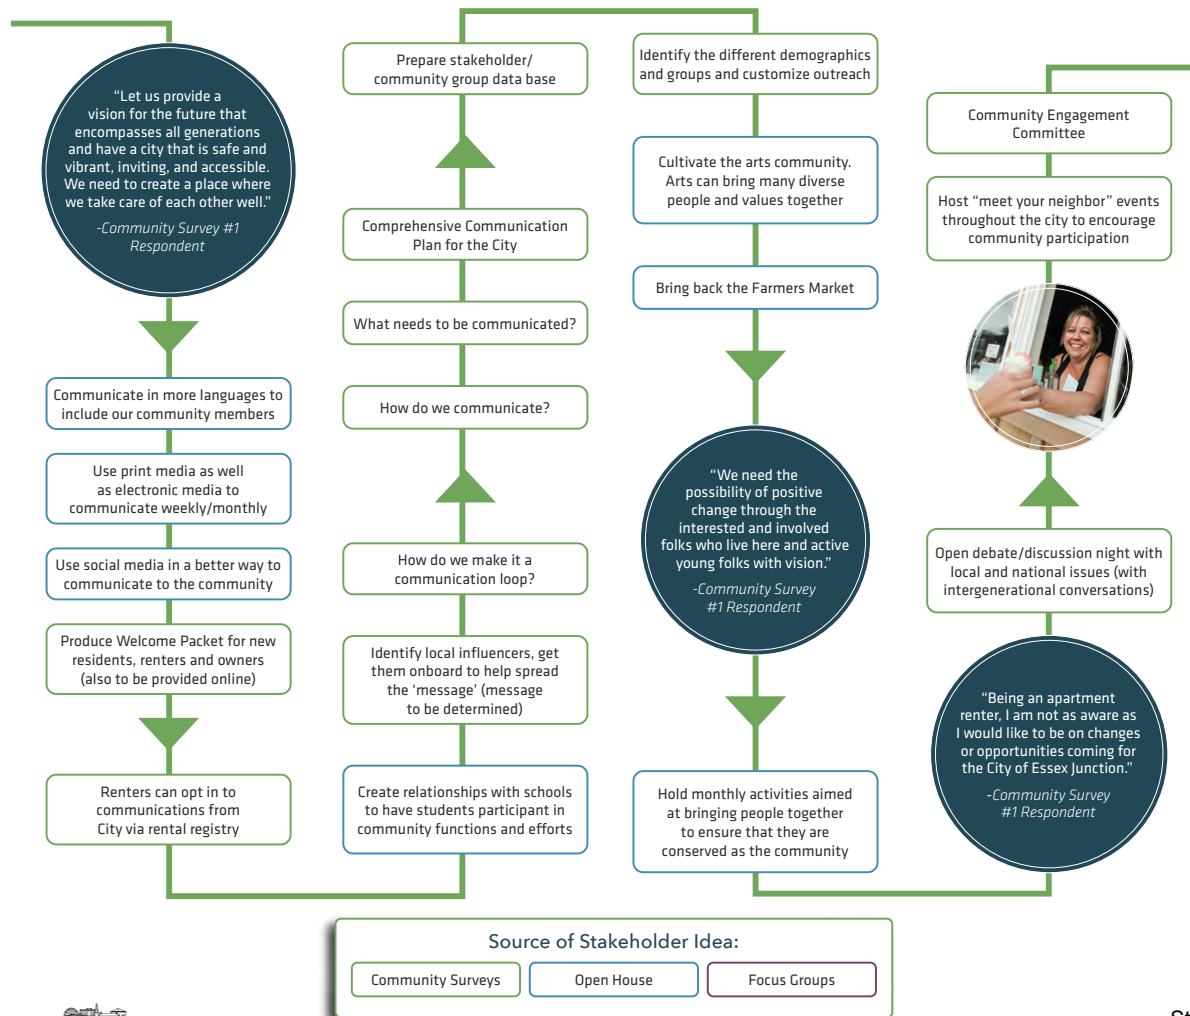 “Let us provide a
vision for the future that
encompasses all generations
and have a city that is safe and
vibrant, inviting, and accessible.
We need to create a place where
we take care of each other well.”
-Community Survey #1
Respondent
Communicate in more languages to
include our community members
Use print media as well
as electronic media to
communicate weekly/monthly
Use social media in a better way to
communicate to the community
Produce Welcome Packet for new
residents, renters and owners
(also to be provided online)
Renters can opt in to
communications from
City via rental registry
Prepare stakeholder/
community group data base
Comprehensive Communication
Plan for the City
What needs to be communicated?
How do we communicate?
How do we make it a
communication loop?
Identify local influencers, get
them onboard to help spread
the ‘message’ (message
to be determined)
Create relationships with schools
to have students participant in
community functions and efforts
Identify the different demographics
and groups and customize outreach
Cultivate the arts community.
Arts can bring many diverse
people and values together
Bring back the Farmers Market
“We need the
possibility of positive
change through the
interested and involved
folks who live here and active
young folks with vision.”
-Community Survey
#1 Respondent
Hold monthly activities aimed
at bringing people together
to ensure that they are
conserved as the community
Community Engagement
Committee
Host “meet your neighbor” events
throughout the city to encourage
community participation
Open debate/discussion night with
local and national issues (with
intergenerational conversations)
“Being an apartment
renter, I am not as aware as
I would like to be on changes
or opportunities coming for
the City of Essex Junction.”
-Community Survey
#1 Respondent
Source of Stakeholder Idea:
Community Surveys
Open House
Focus Groups